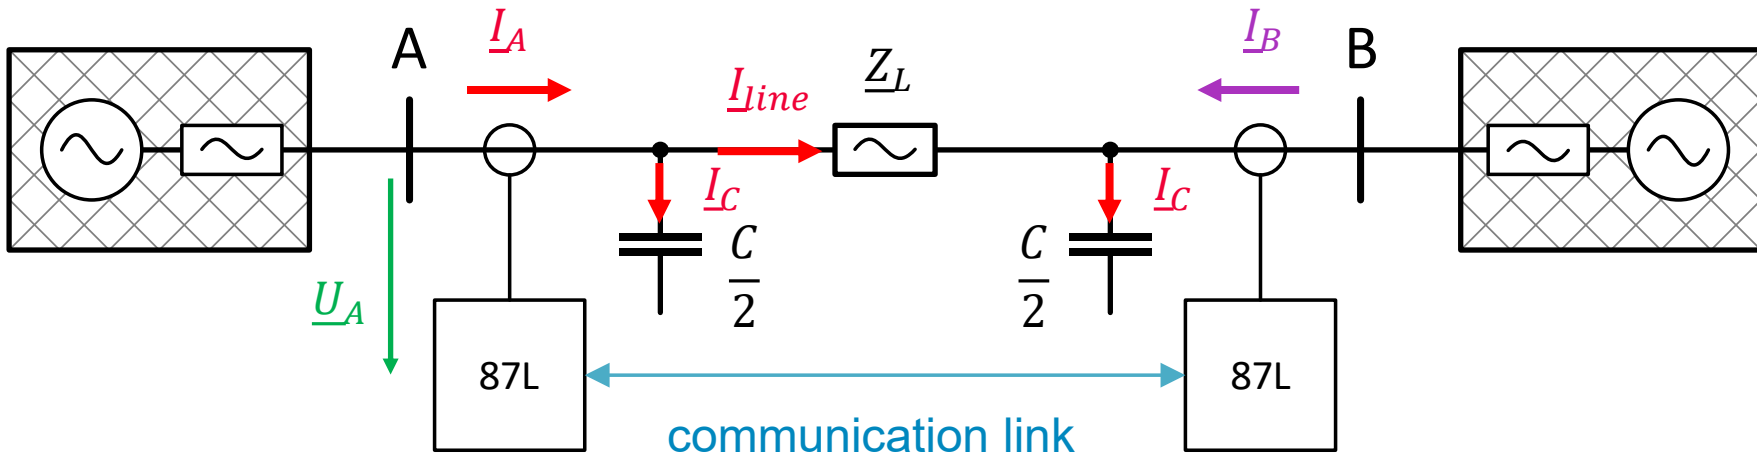 I_A
A
I_line
Z_L
I_B
B
I_C
C/2
C/2
I_C
U_A
87L
87L
communication link